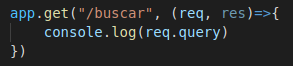 app.get("/buscar", (req, res)=>{
    console.log(req.query)
})